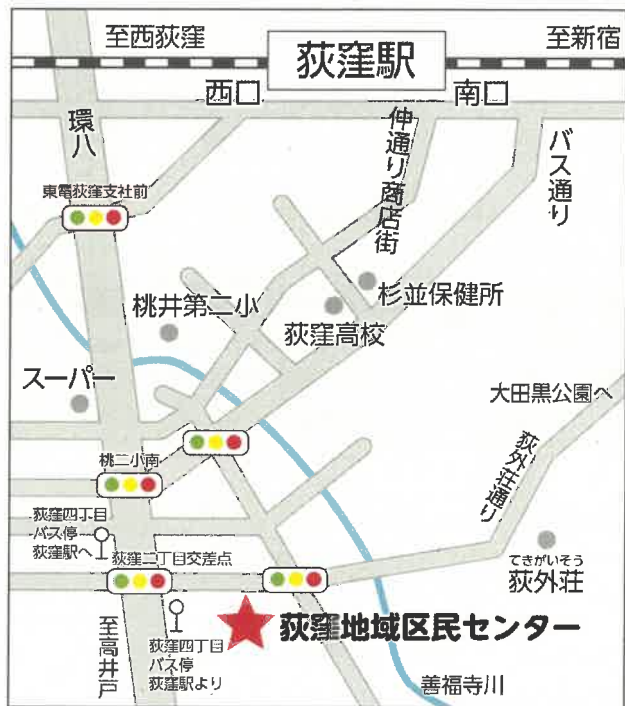 至西荻窪
荻窪駅
至新宿
西口
南口
環八
仲通り商店街
バス通り
東電荻窪支社前
杉並保健所
桃井第二小
荻窪高校
スーパー
大田黒公園へ
荻外荘通り
桃二小南
荻窪四丁目
バス停
荻窪駅へ
荻窪二丁目交差点
てきがいそう
荻外荘
荻窪地域区民センター
至高井戸
荻窪四丁目
バス停
荻窪駅より
善福寺川